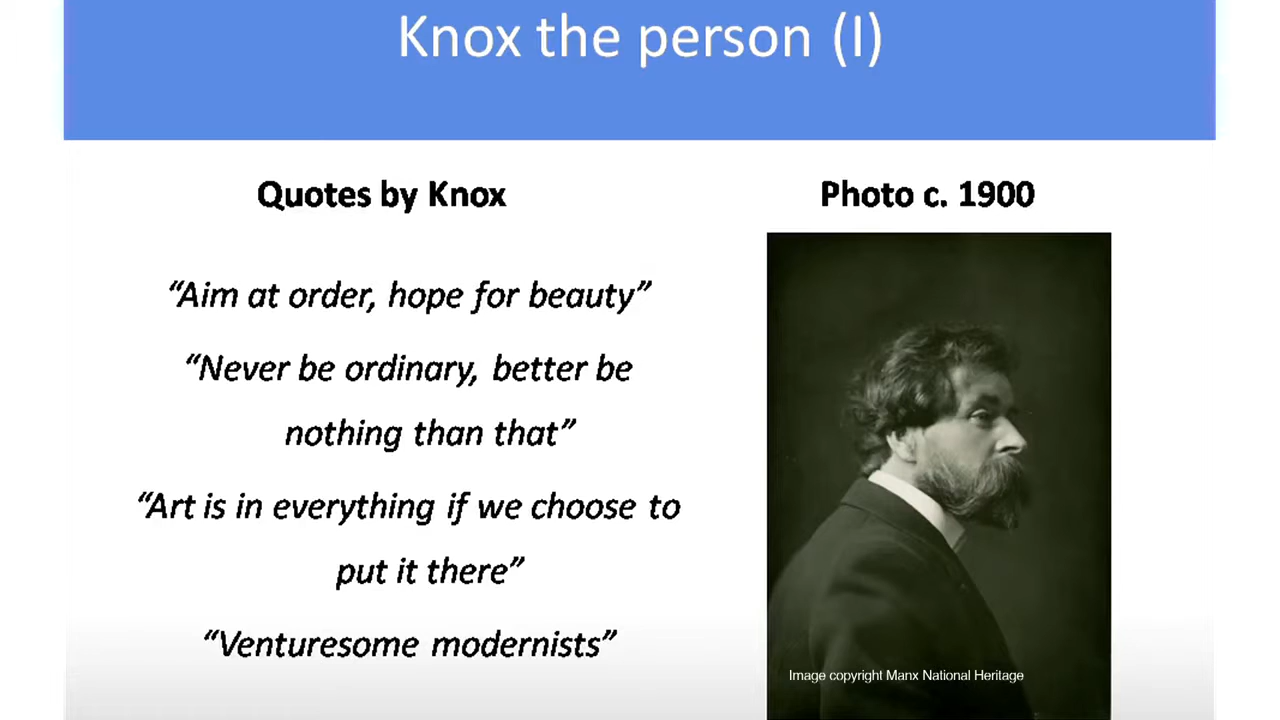 Knox the person (I)
Quotes by Knox
“Aim at order, hope for beauty”
“Never be ordinary, better be
nothing than that”
“Art is in everything if we choose to
put it there”
“Venturesome modernists”
Photo c. 1900
Image copyright Manx National Heritage